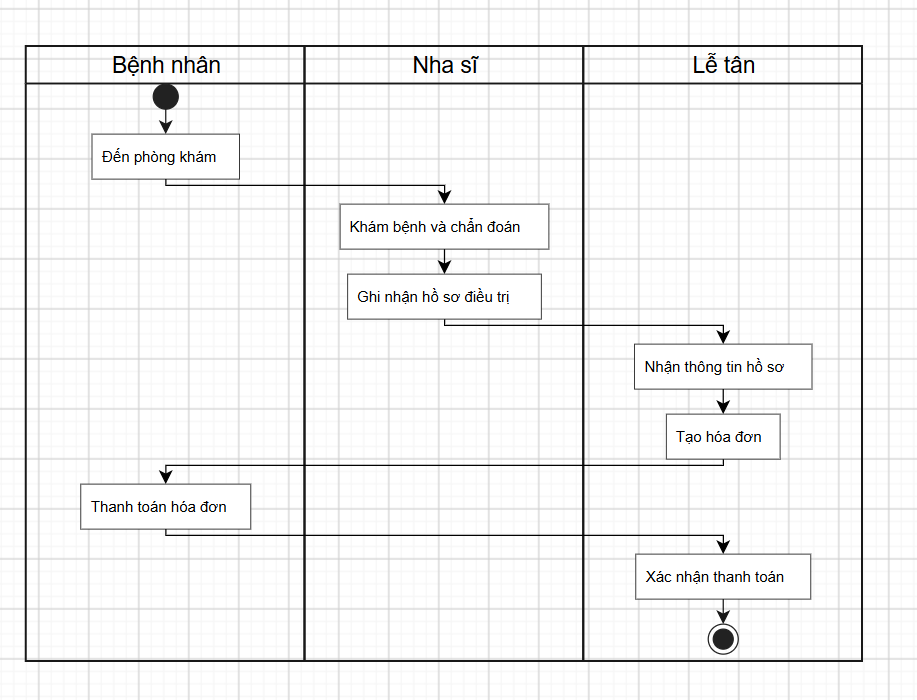 Bệnh nhân
Nha sĩ
Lễ tân
Đến phòng khám
Khám bệnh và chẩn đoán
Ghi nhận hồ sơ điều trị
Nhận thông tin hồ sơ
Tạo hóa đơn
Thanh toán hóa đơn
Xác nhận thanh toán